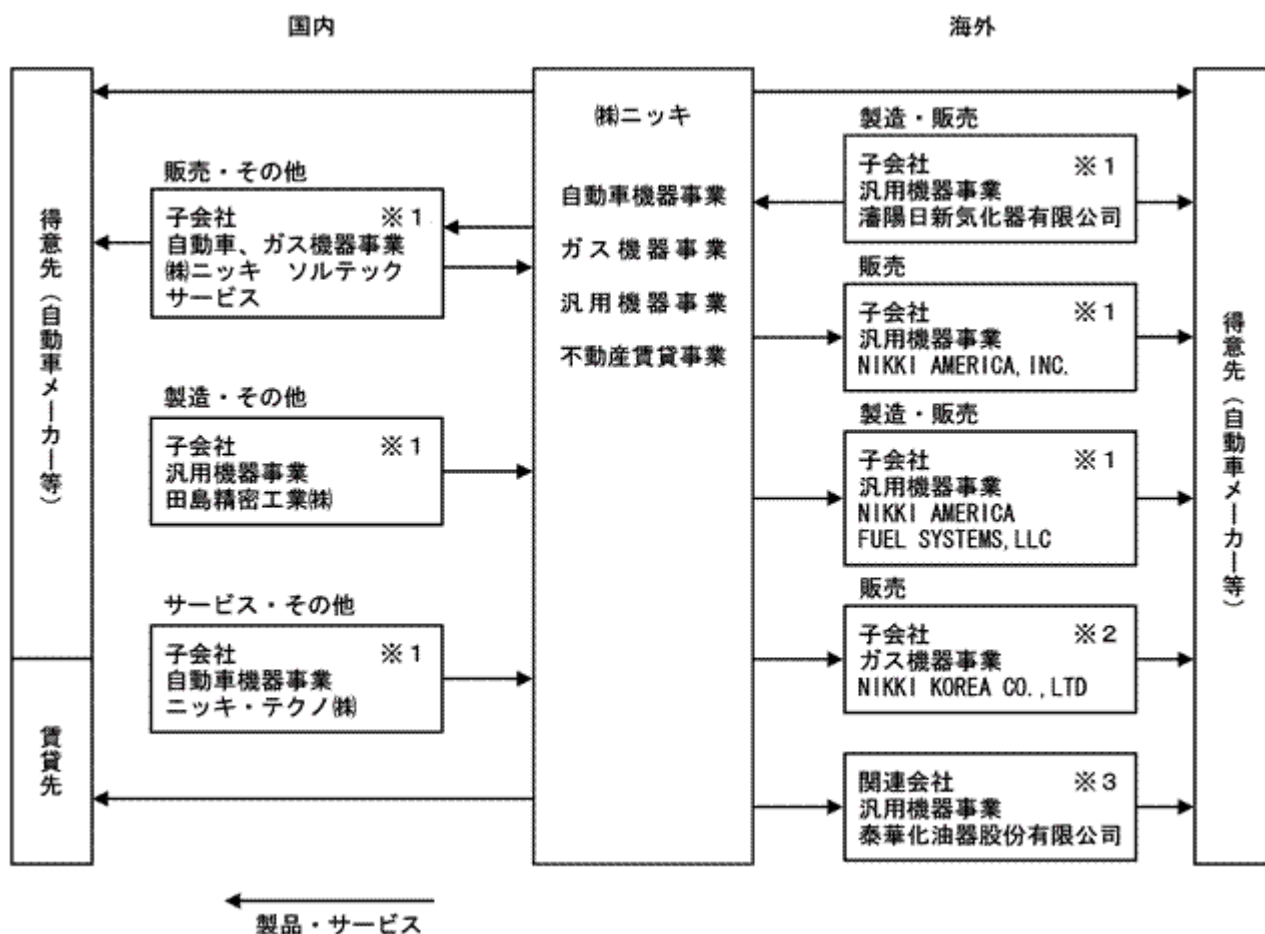 国内
海外
得意先（自動車メーカー等）
賃貸先
販売・その他
子会社 ※１
自動車、ガス機器事業
㈱ニッキ ソルテック
サービス
製造・その他
子会社 ※１
汎用機器事業
田島精密工業㈱
サービス・その他
子会社 ※１
自動車機器事業
ニッキ・テクノ㈱
㈱ニッキ
自動車機器事業
ガス機器事業
汎用機器事業
不動産賃貸事業
製造・販売
子会社 ※１
汎用機器事業
瀋陽日新気化器有限公司
販売
子会社 ※１
汎用機器事業
NIKKI AMERICA,INC.
製造・販売
子会社 ※１
汎用機器事業
NIKKI AMERICA
FUEL SYSTEMS,LLC
販売
子会社 ※２
ガス機器事業
NIKKI KOREA CO.,LTD
関連会社 ※３
汎用機器事業
泰華化油器股份有限公司
得意先（自動車メーカー等）
製品・サービス